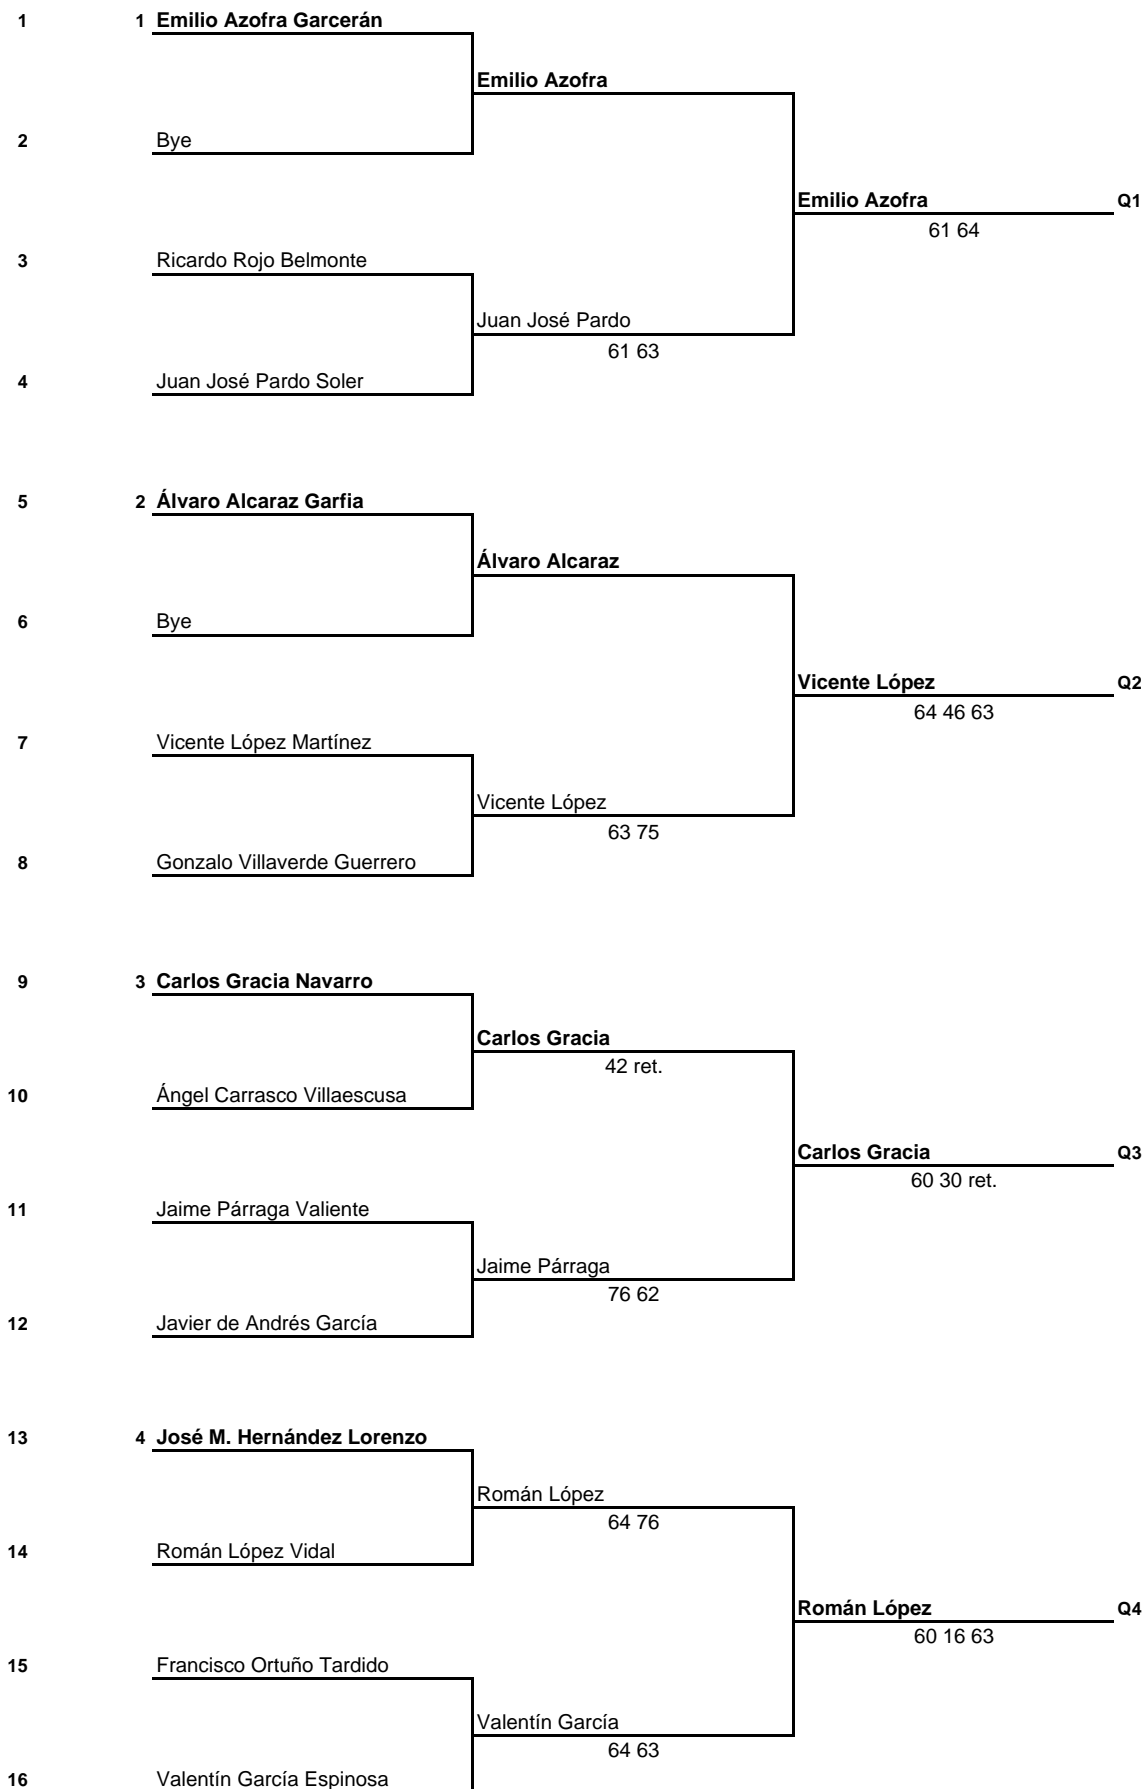 1 1 Emilio Azofra Garcerán
Emilio Azofra
2 Bye
Emilio Azofra Q1
61 64
3 Ricardo Rojo Belmonte
Juan José Pardo
61 63
4 Juan José Pardo Soler
5 2 Álvaro Alcaraz Garfia
Álvaro Alcaraz
6 Bye
Vicente López Q2
64 46 63
7 Vicente López Martínez
Vicente López
63 75
8 Gonzalo Villaverde Guerrero
9 3 Carlos Gracia Navarro
Carlos Gracia
42 ret.
10 Ángel Carrasco Villaescusa
Carlos Gracia Q3
60 30 ret.
11 Jaime Párraga Valiente
Jaime Párraga
76 62
12 Javier de Andrés García
13 4 José M. Hernández Lorenzo
Román López
64 76
14 Román López Vidal
Román López Q4
60 16 63
15 Francisco Ortuño Tardido
Valentín García
64 63
16 Valentín García Espinosa